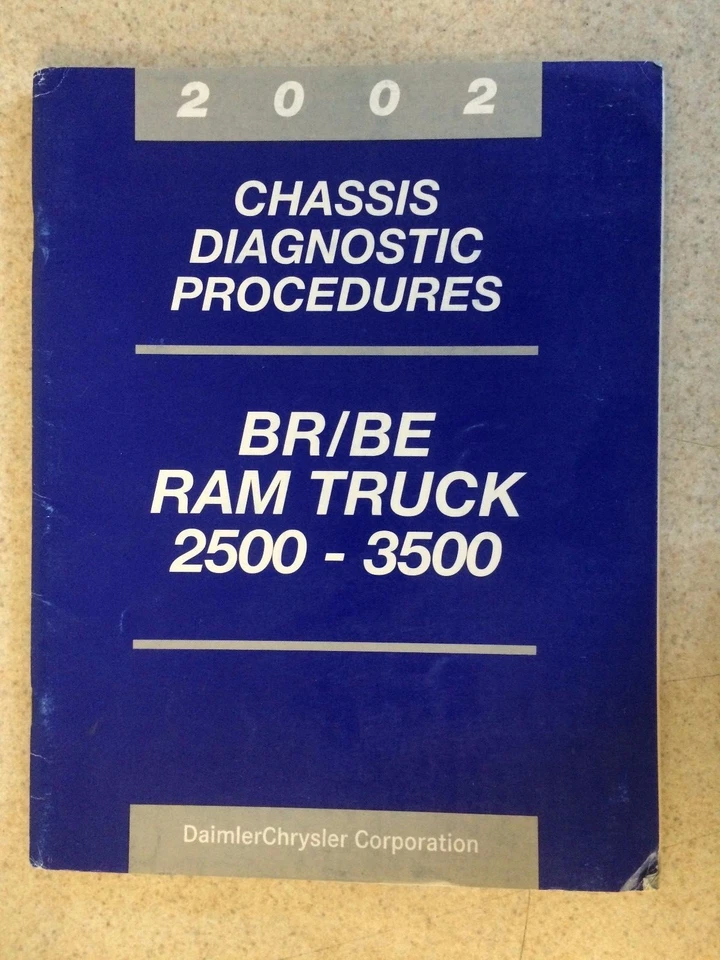 2 0 0 2
CHASSIS
DIAGNOSTIC
PROCEDURES
BR/BE
RAM TRUCK
2500 - 3500
DaimlerChrysler Corporation